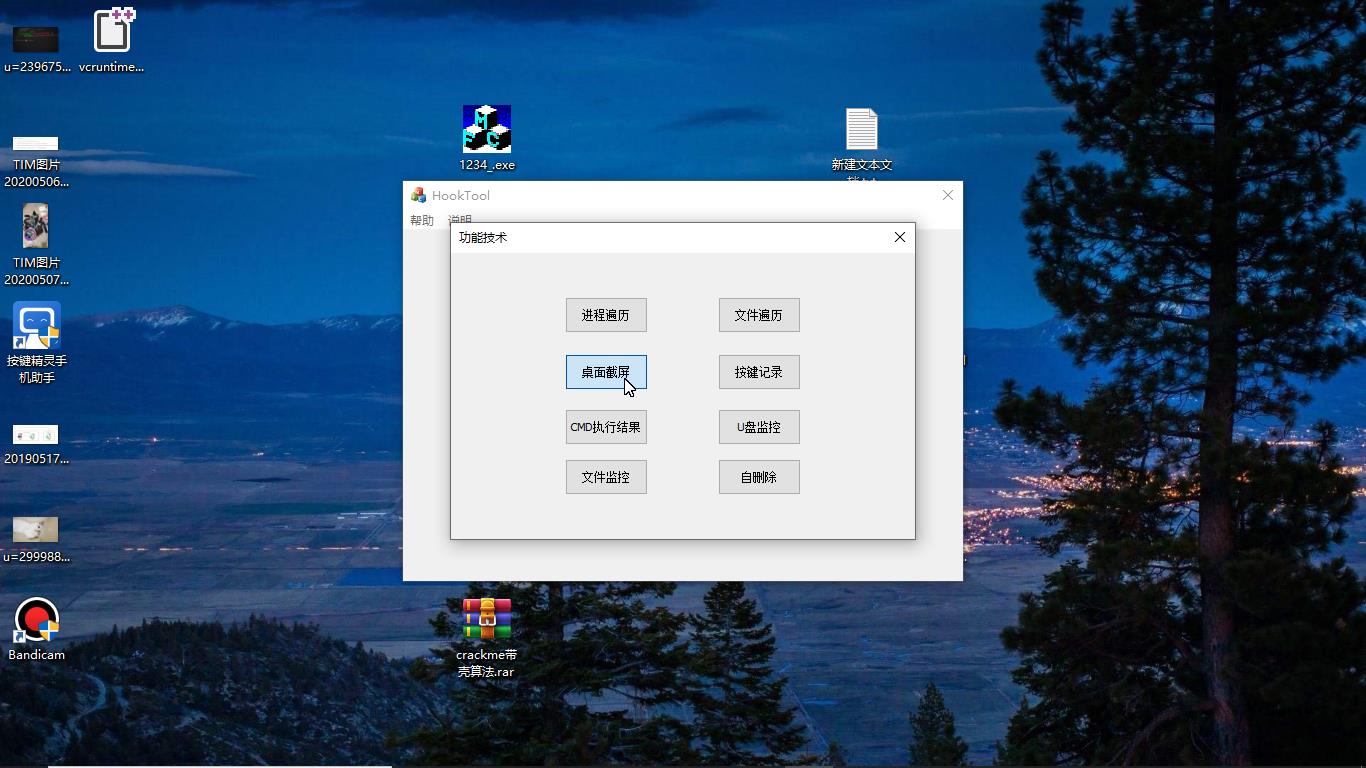 u=239675...
vcruntime...
TIM图片
20200506...
1234_.exe
新建文本文
TIM图片
20200507...
按键精灵手
机助手
20190517...
u=299988...
Bandicam
crackme带
壳算法.rar
HookTool
帮助 说明
功能技术
进程遍历 文件遍历
桌面截屏 按键记录
CMD执行结果 U盘监控
文件监控 自删除